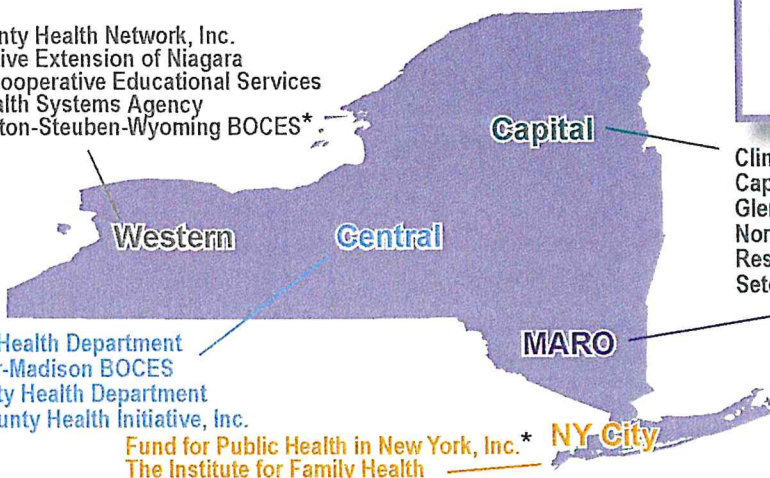 nty Health Network, Inc.
ive Extension of Niagara
ooperative Educational Services
alth Systems Agency
ton-Steuben-Wyoming BOCES*
Capital
Clin
Cap
Gle
Nor
Res
Set
Western
Central
Health Department
r-Madison BOCES
ty Health Department
unty Health Initiative, Inc.
MARO
Fund for Public Health in New York, Inc.*
NY City
The Institute for Family Health